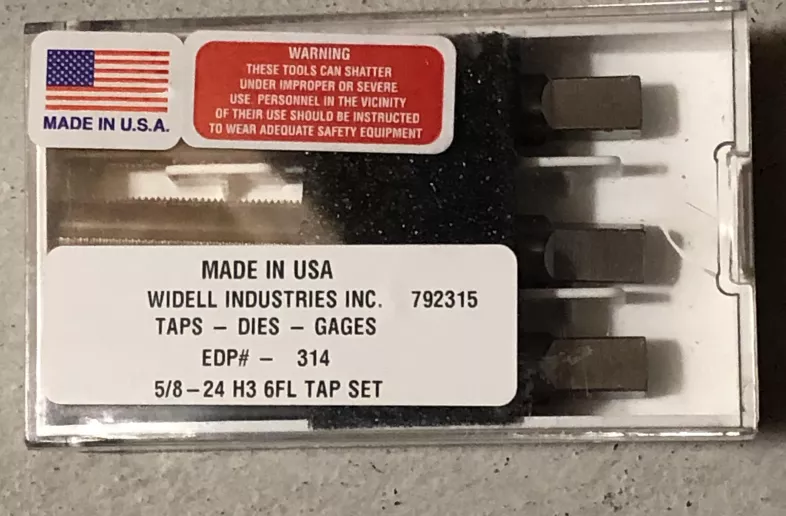 MADE IN U.S.A.
WARNING
THESE TOOLS CAN SHATTER
UNDER IMPROPER OR SEVERE
USE. PERSONNEL IN THE VICINITY
OF THEIR USE SHOULD BE INSTRUCTED
TO WEAR ADEQUATE SAFETY EQUIPMENT
MADE IN USA
WIDELL INDUSTRIES INC. 792315
TAPS – DIES – GAGES
EDP# – 314
5/8–24 H3 6FL TAP SET